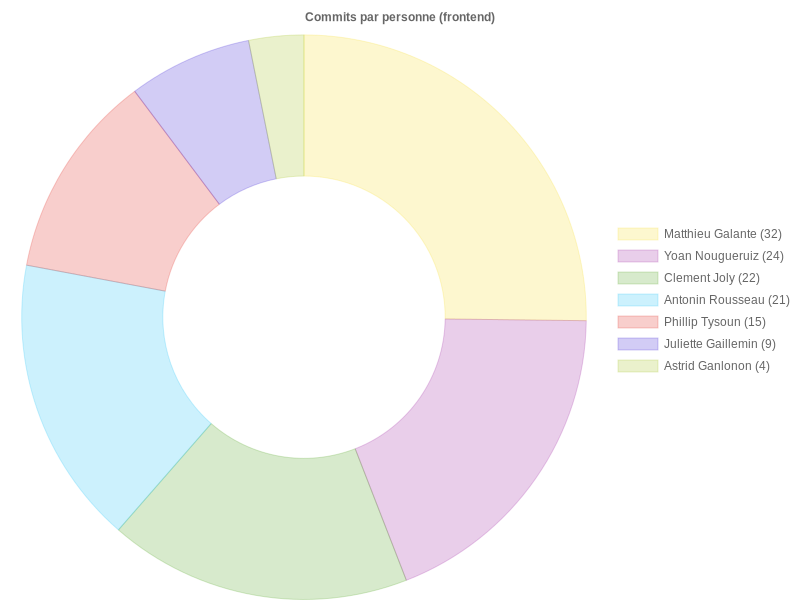 Commits par personne (frontend)
Matthieu Galante (32)
Yoan Nougueruiz (24)
Clement Joly (22)
Antonin Rousseau (21)
Phillip Tysoun (15)
Juliette Gaillemin (9)
Astrid Ganlonon (4)